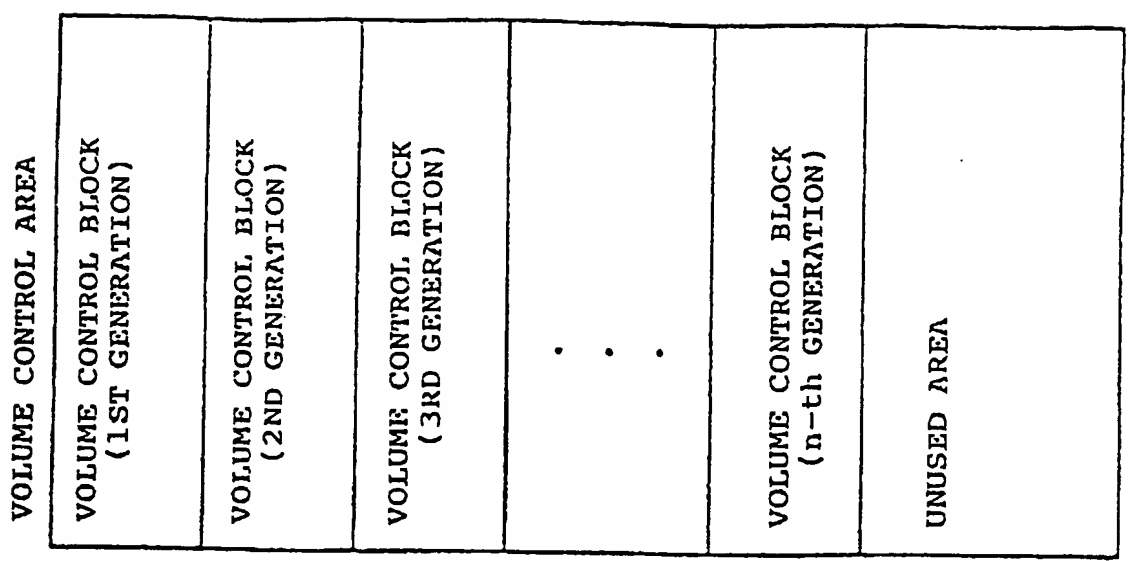 VOLUME CONTROL AREA
VOLUME CONTROL BLOCK
(1ST GENERATION)
VOLUME CONTROL BLOCK
(2ND GENERATION)
VOLUME CONTROL BLOCK
(3RD GENERATION)
. . .
VOLUME CONTROL BLOCK
(n-th GENERATION)
UNUSED AREA